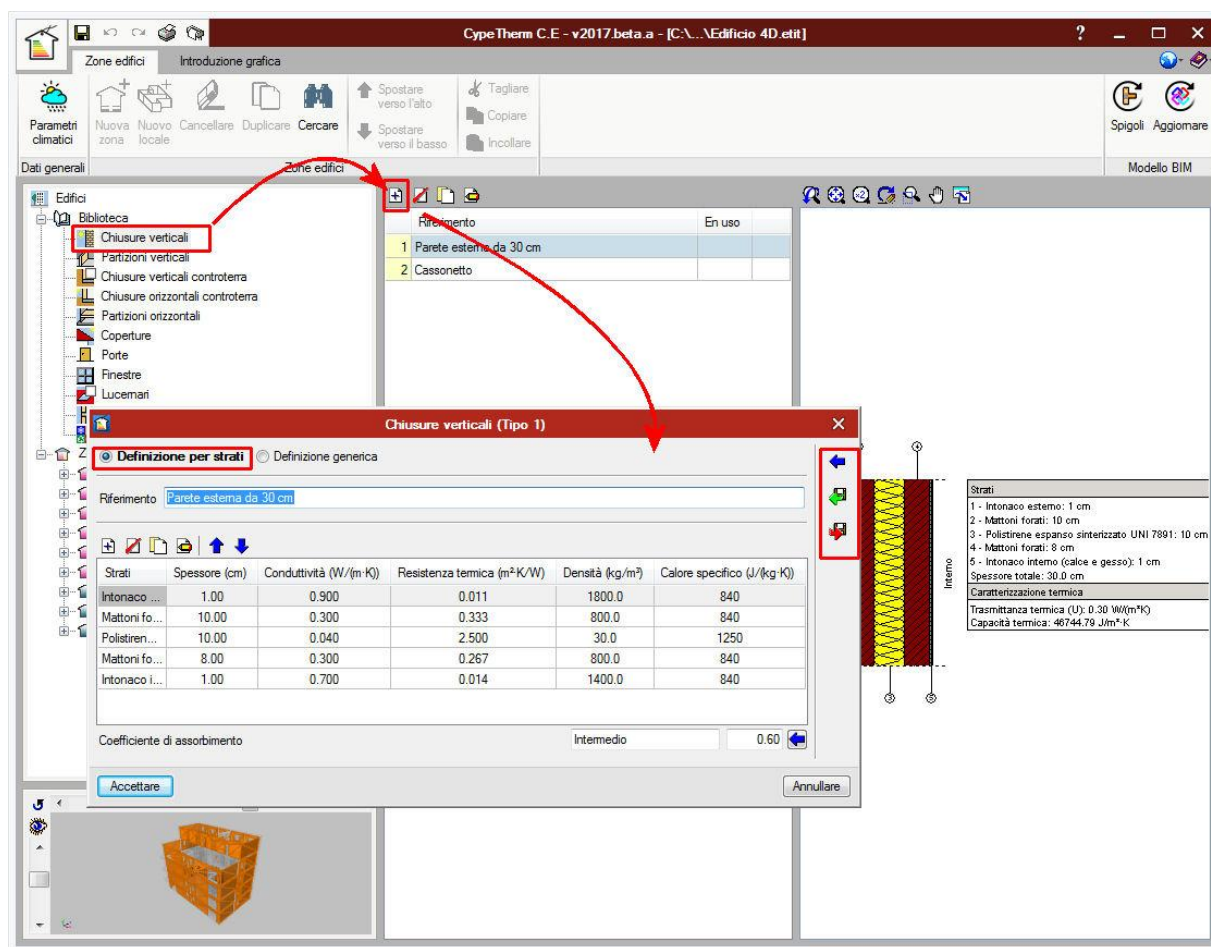 CypeTherm C.E - v2017.beta.a - [C:\...\Edificio 4D.etit]
?
Zone edifici
Introduzione grafica
Parametri climatici
Nuova zona
Nuovo locale
Cancellare
Duplicare
Cercare
Spostare verso l'alto
Spostare verso il basso
Tagliare
Copiare
Incollare
Spigoli
Aggiornare
Dati generali
Zone edifici
Modello BIM
Edifici
Biblioteca
Chiusure verticali
Partizioni verticali
Chiusure verticali controterra
Chiusure orizzontali controterra
Partizioni orizzontali
Coperture
Porte
Finestre
Lucernari
Z
Riferimento En uso
1 Parete esterna da 30 cm
2 Cassonetto
Chiusure verticali (Tipo 1)
Definizione per strati
Definizione generica
Riferimento Parete esterna da 30 cm
Strati Spessore (cm) Conduttività (W/(m·K)) Resistenza termica (m²·K/W) Densità (kg/m³) Calore specifico (J/(kg·K))
Intonaco ... 1.00 0.900 0.011 1800.0 840
Mattoni fo... 10.00 0.300 0.333 800.0 840
Polistiren... 10.00 0.040 2.500 30.0 1250
Mattoni fo... 8.00 0.300 0.267 800.0 840
Intonaco i... 1.00 0.700 0.014 1400.0 840
Coefficiente di assorbimento Intermedio 0.60
Accettare
Annullare
4
Interno
3
5
Strati
1 - Intonaco esterno: 1 cm
2 - Mattoni forati: 10 cm
3 - Polistirene espanso sinterizzato UNI 7891: 10 cm
4 - Mattoni forati: 8 cm
5 - Intonaco interno (calce e gesso): 1 cm
Spessore totale: 30.0 cm
Caratterizzazione termica
Trasmittanza termica (U): 0.30 W/(m²K)
Capacità termica: 46744.79 J/m²·K